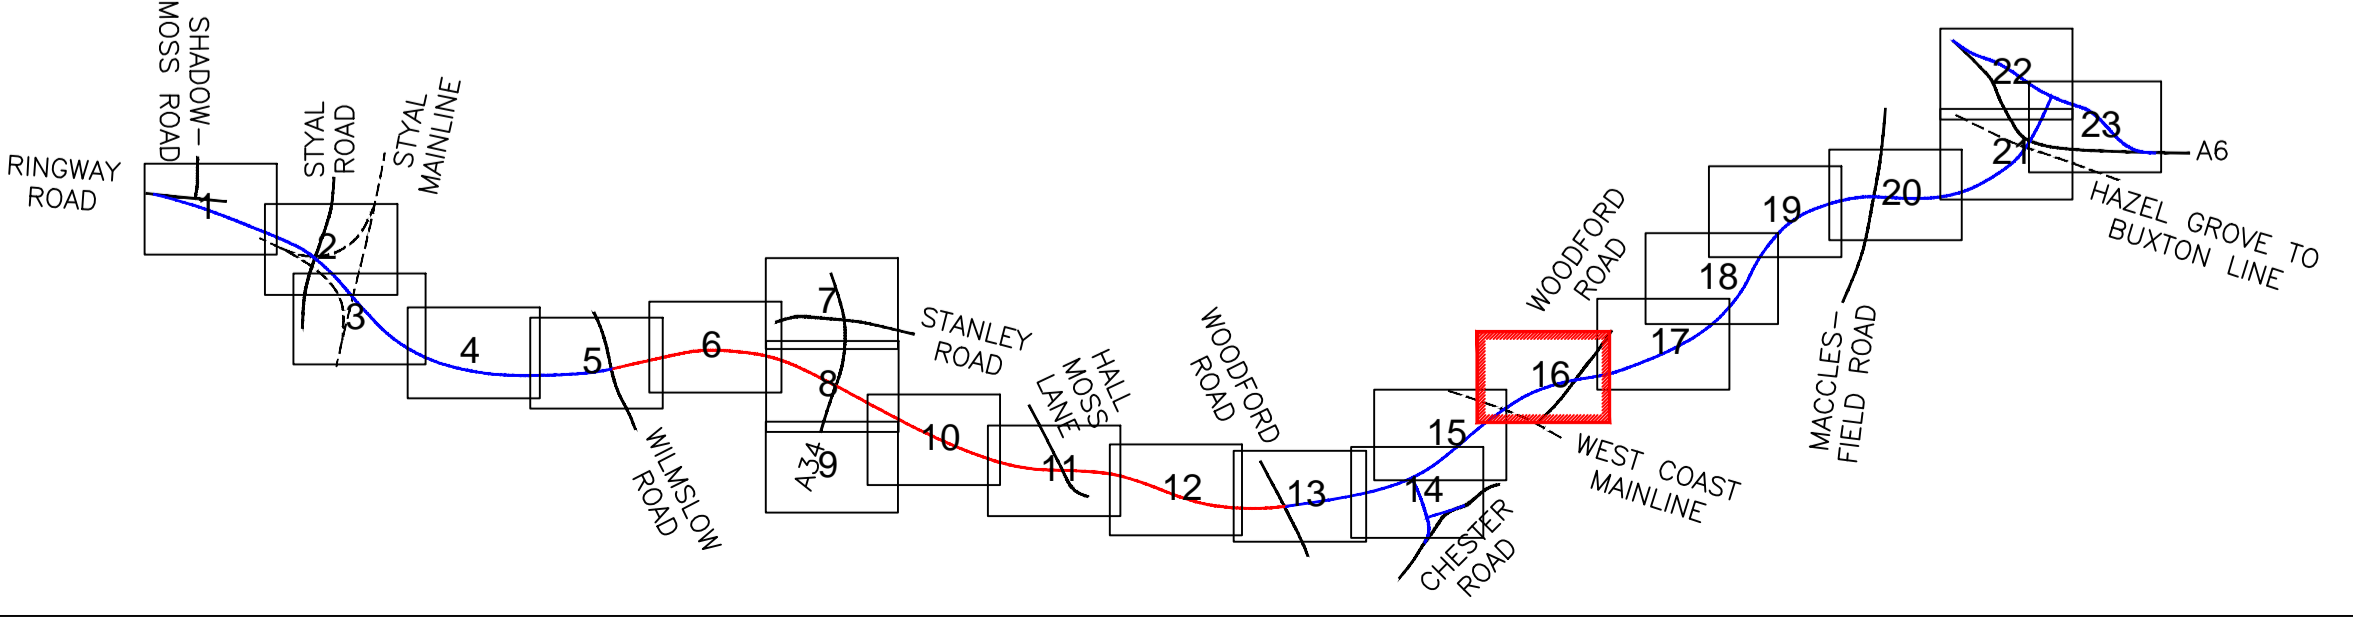 SHADOW-
MOSS ROAD
RINGWAY
ROAD
1
STYAL
ROAD
2
STYAL
MAINLINE
3
4
5
WILMSLOW
ROAD
6
7
STANLEY
ROAD
8
A34
9
10
HALL
MOSS
LANE
11
12
WOODFORD
ROAD
13
14
CHESTER
ROAD
15
WEST COAST
MAINLINE
16
WOODFORD
ROAD
17
18
19
MACCLES-
FIELD ROAD
20
21
22
23
A6
HAZEL GROVE TO
BUXTON LINE